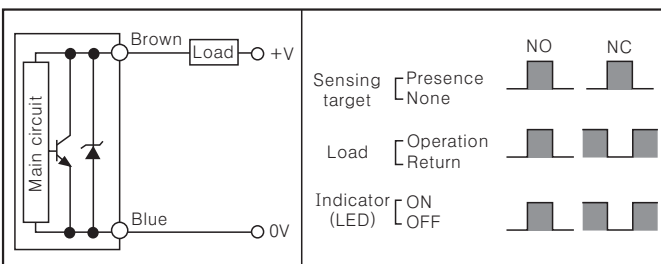 Brown
Load
+V
Main circuit
Blue
0V
NO
NC
Sensing
target
Presence
None
Load
Operation
Return
Indicator
(LED)
ON
OFF